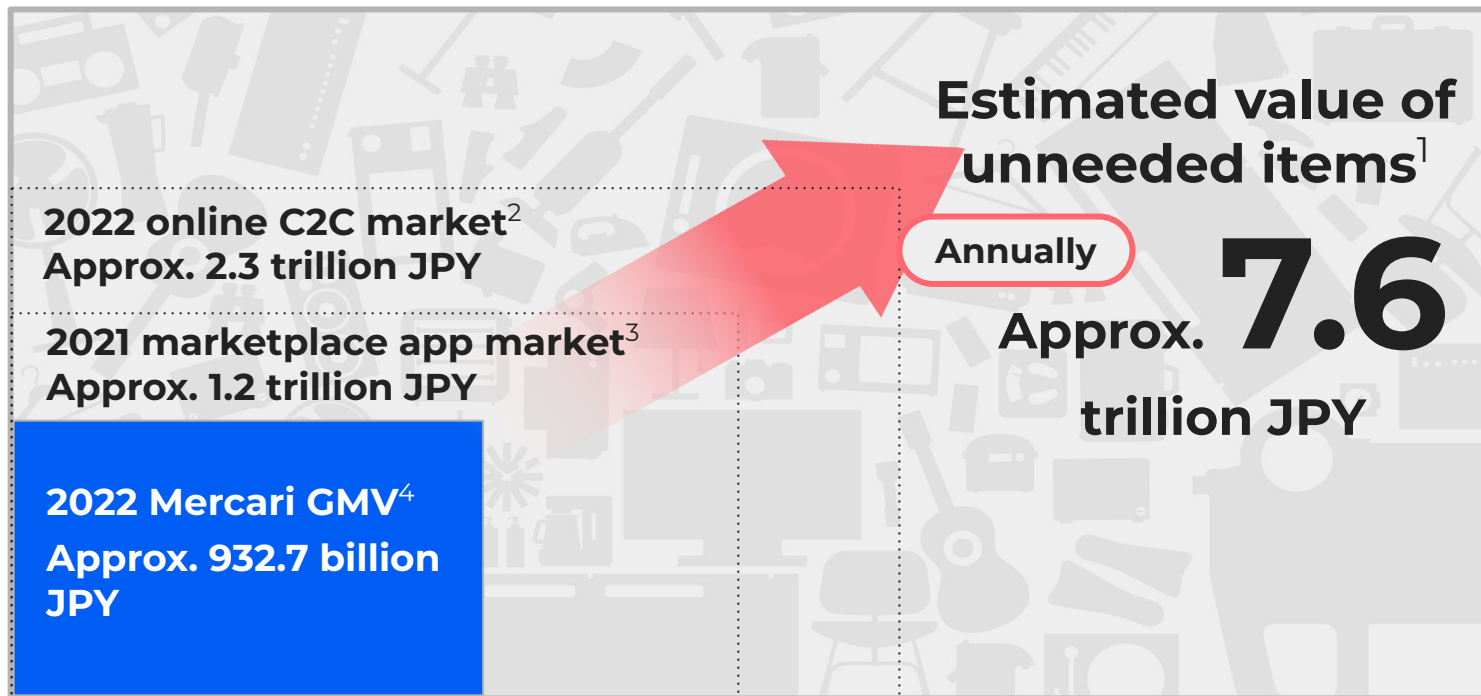 Estimated value of
unneeded items¹
Annually
Approx. 7.6
trillion JPY
2022 online C2C market²
Approx. 2.3 trillion JPY
2021 marketplace app market³
Approx. 1.2 trillion JPY
2022 Mercari GMV⁴
Approx. 932.7 billion
JPY